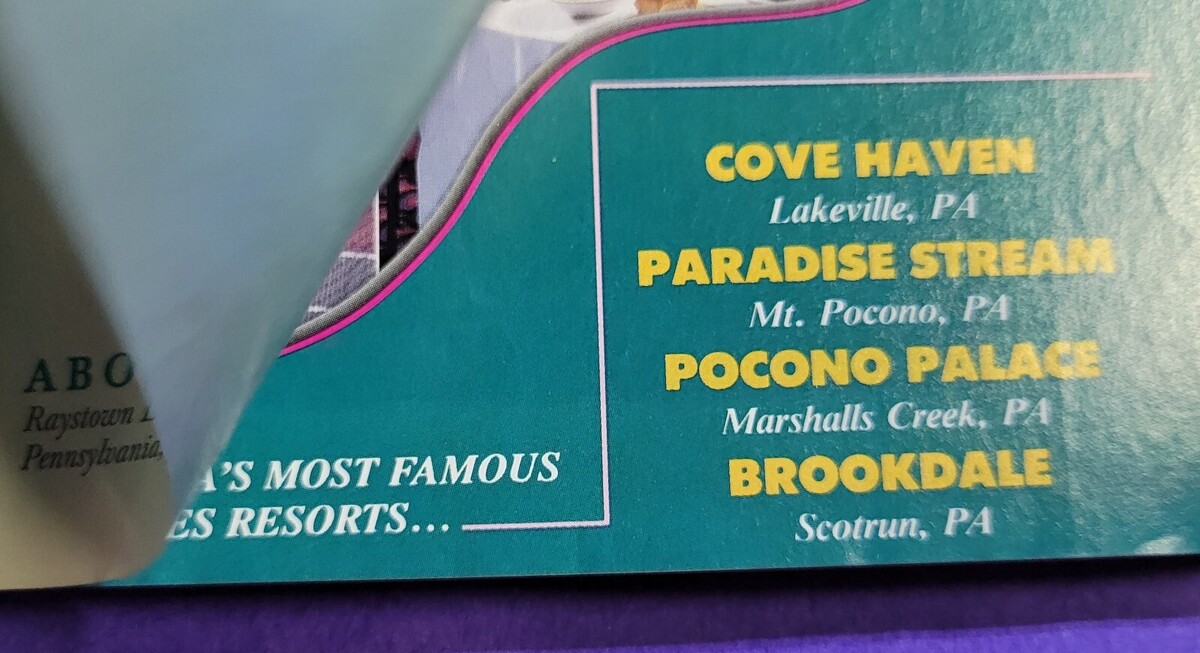 COVE HAVEN
Lakeville, PA
PARADISE STREAM
Mt. Pocono, PA
POCONO PALACE
Marshalls Creek, PA
BROOKDALE
Scotrun, PA
A'S MOST FAMOUS
ES RESORTS...
ABO
Raystown
Pennsylvania,